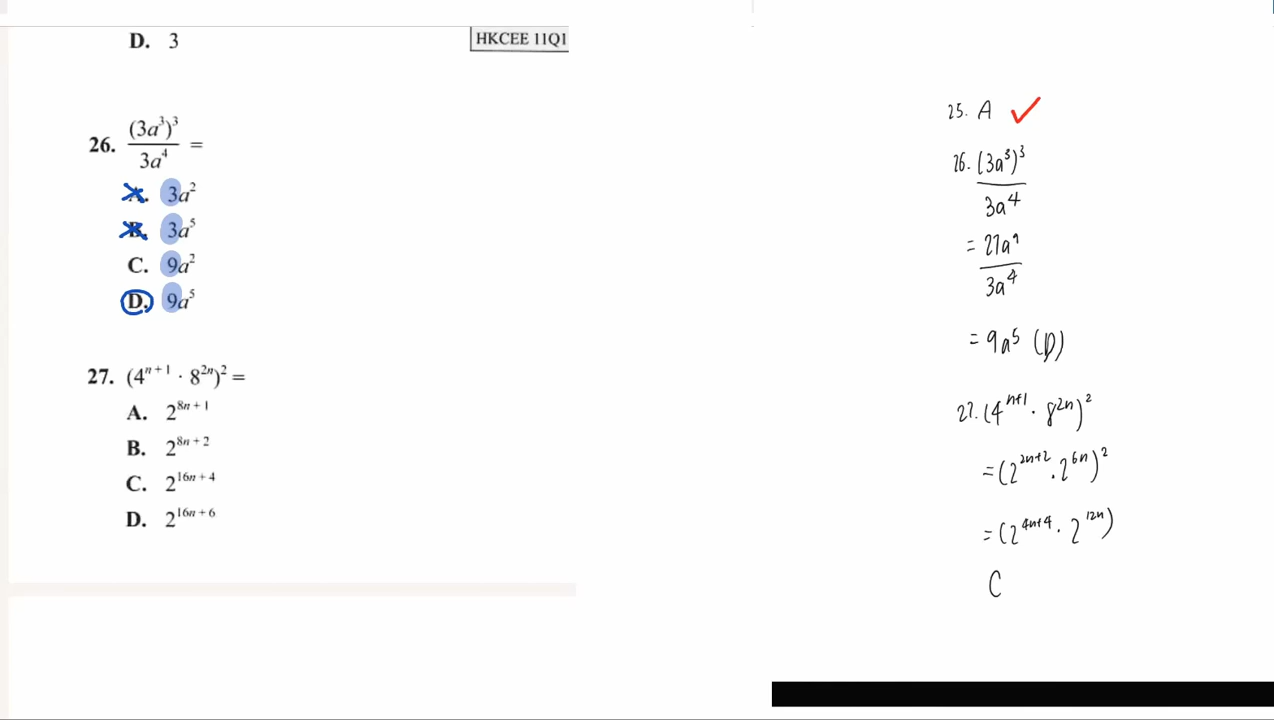 D. 3
HKCEE 11Q1
26. (3a³)³ / 3a⁴ =
A. 3a²
B. 3a⁵
C. 9a²
D. 9a⁵
27. (4ⁿ⁺¹ · 8²ⁿ)² =
A. 2⁸ⁿ⁺¹
B. 2⁸ⁿ⁺²
C. 2¹⁶ⁿ⁺⁴
D. 2¹⁶ⁿ⁺⁶
25. A ✓
26. (3a³)³ / 3a⁴
= 27a⁹ / 3a⁴
= 9a⁵ (D)
27. (4ⁿ⁺¹ · 8²ⁿ)²
= (2²ⁿ⁺² · 2⁶ⁿ)²
= (2⁴ⁿ⁺⁴ · 2¹²ⁿ)
C